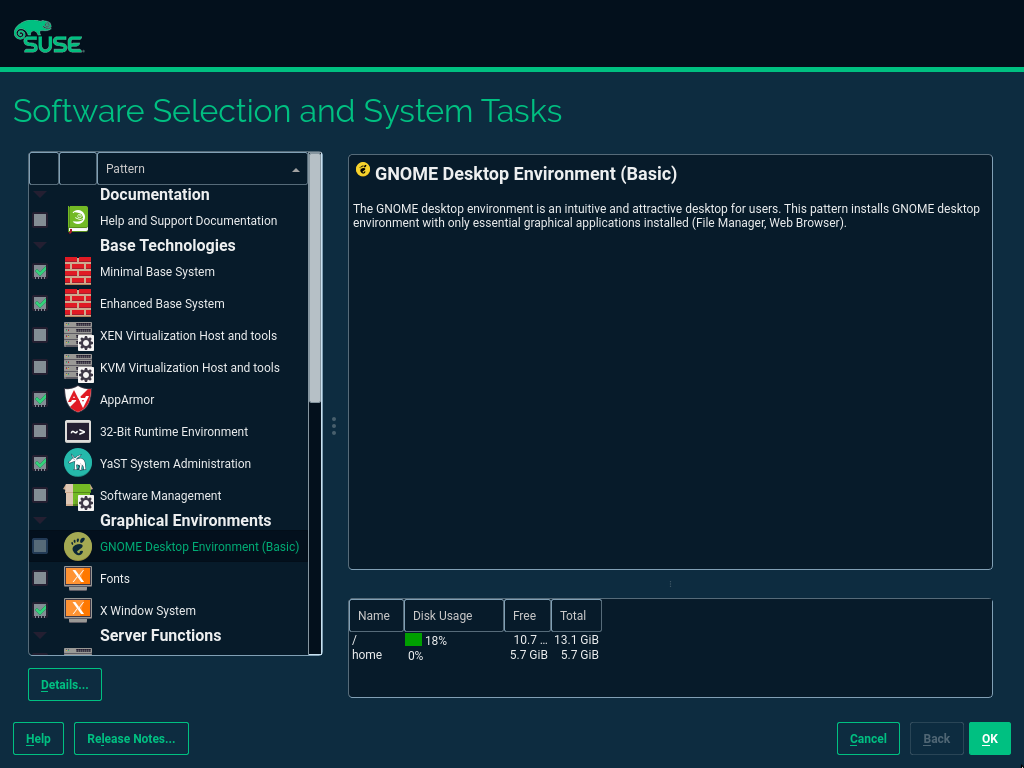 SUSE
Software Selection and System Tasks
Pattern
Documentation
Help and Support Documentation
Base Technologies
Minimal Base System
Enhanced Base System
XEN Virtualization Host and tools
KVM Virtualization Host and tools
AppArmor
~>
32-Bit Runtime Environment
YaST System Administration
Software Management
Graphical Environments
GNOME Desktop Environment (Basic)
X
Fonts
X
X Window System
Server Functions
GNOME Desktop Environment (Basic)
The GNOME desktop environment is an intuitive and attractive desktop for users. This pattern installs GNOME desktop
environment with only essential graphical applications installed (File Manager, Web Browser).
Name Disk Usage Free Total
/ 18% 10.7 ... 13.1 GiB
home 0% 5.7 GiB 5.7 GiB
Details...
Help Release Notes... Cancel Back OK